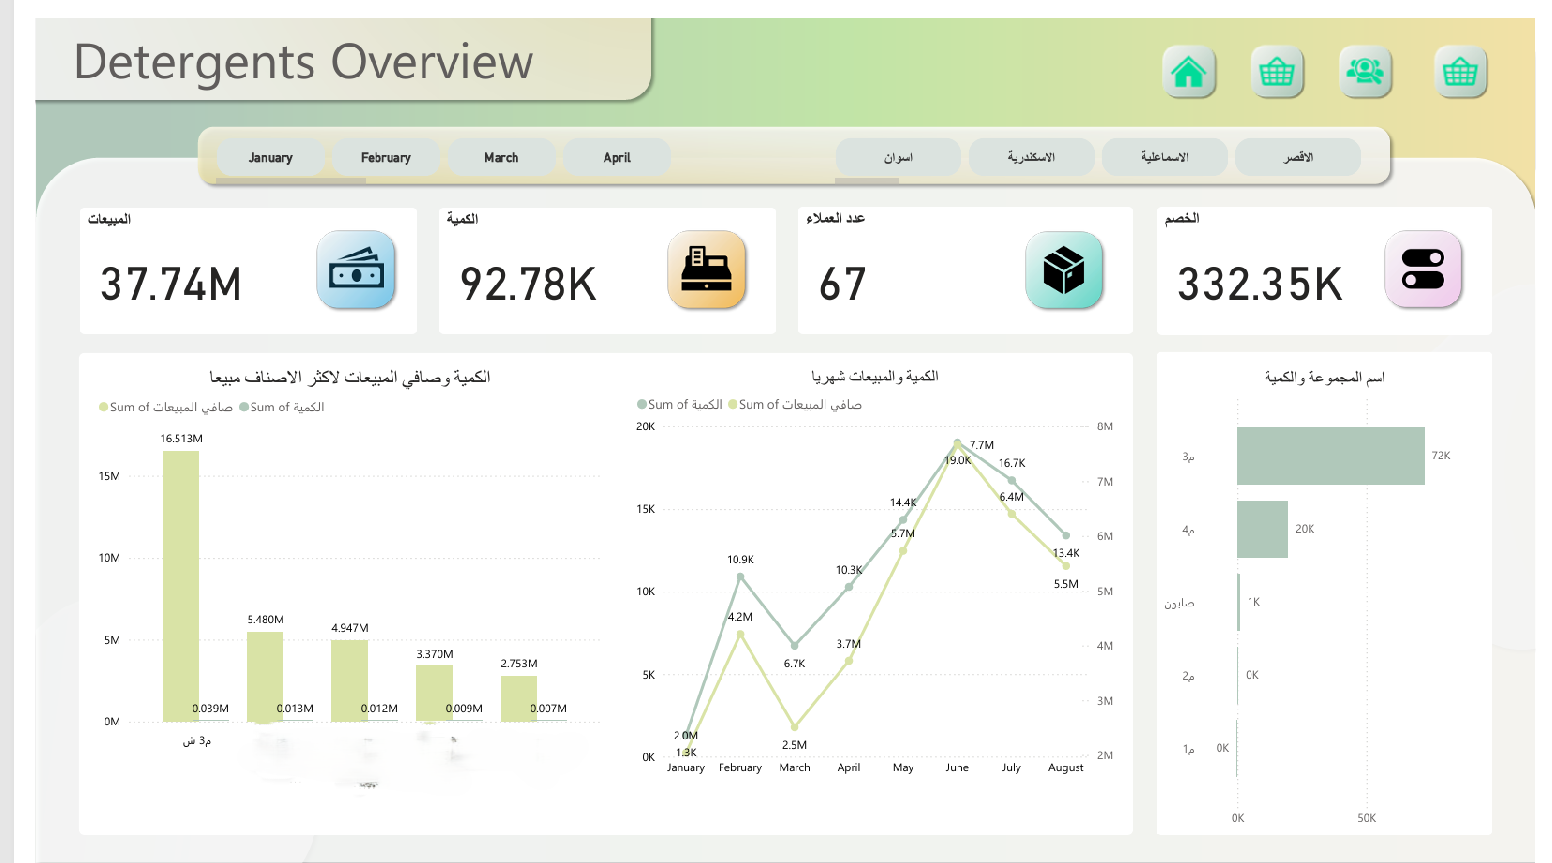 Detergents Overview
January February March April اسوان الاسكندرية الاسماعلية الاقصر
المبيعات
37.74M
الكمية
92.78K
عدد العملاء
67
الخصم
332.35K
الكمية وصافي المبيعات لاكثر الاصناف مبيعا
Sum of صافي المبيعات Sum of الكمية
16.513M
15M
10M
5.480M
4.947M
5M
3.370M
2.753M
0.039M 0.013M 0.012M 0.009M 0.007M
0M
م3 ش
الكمية والمبيعات شهريا
Sum of الكمية Sum of صافي المبيعات
20K 8M
7.7M
19.0K 16.7K
7M
14.4K 6.4M
15K
5.7M 6M
13.4K
10.9K
10.3K 5.5M
10K 5M
4.2M
3.7M 4M
6.7K
5K
3M
2.0M
2.5M
1.3K
0K 2M
January February March April May June July August
اسم المجموعة والكمية
م3 72K
م4 20K
صابون 1K
م2 0K
م1 0K
0K 50K